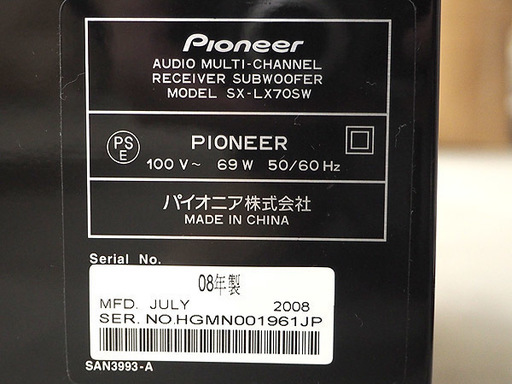 Pioneer
AUDIO MULTI-CHANNEL
RECEIVER SUBWOOFER
MODEL SX-LX70SW
PS
E
PIONEER
100 V~ 69 W 50/60 Hz
パイオニア株式会社
MADE IN CHINA
Serial No.
08年製
MFD. JULY 2008
SER. NO.HGMN001961JP
SAN3993-A